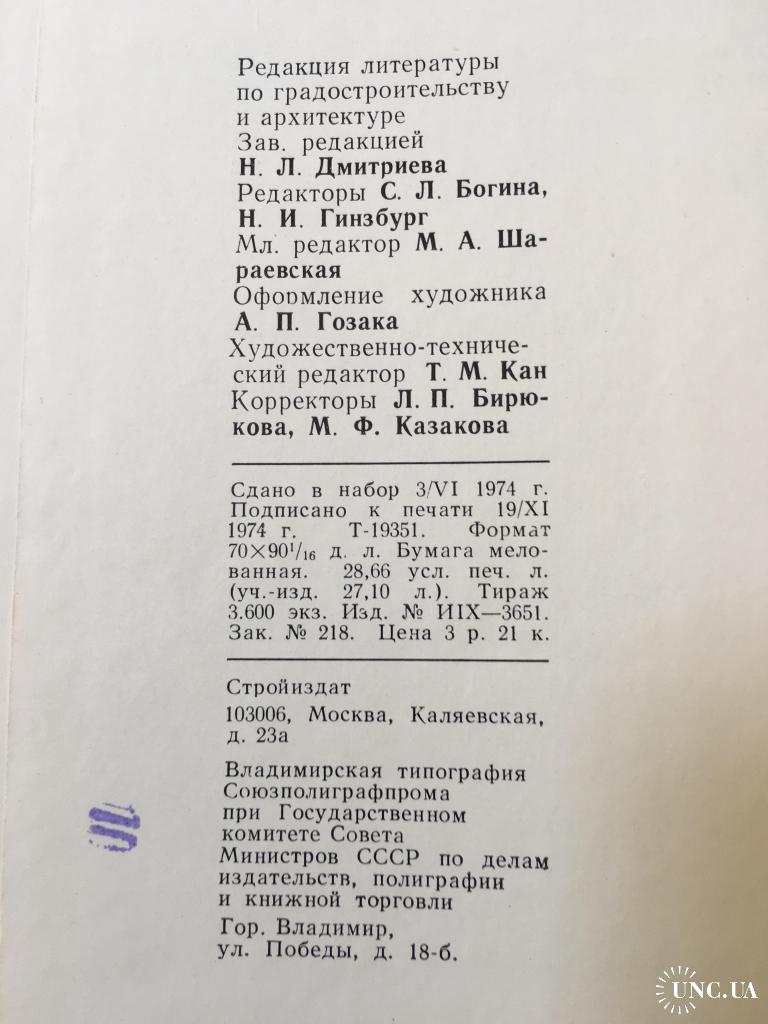 Редакция литературы
по градостроительству
и архитектуре
Зав. редакцией
Н. Л. Дмитриева
Редакторы С. Л. Богина,
Н. И. Гинзбург
Мл. редактор М. А. Ша-
раевская
Оформление художника
А. П. Гозака
Художественно-техниче-
ский редактор Т. М. Кан
Корректоры Л. П. Бирю-
кова, М. Ф. Казакова
Сдано в набор 3/VI 1974 г.
Подписано к печати 19/XI
1974 г. Т-19351. Формат
70×90¹/₁₆ д. л. Бумага мело-
ванная. 28,66 усл. печ. л.
(уч.-изд. 27,10 л.). Тираж
3.600 экз. Изд. № ИIX—3651.
Зак. № 218. Цена 3 р. 21 к.
Стройиздат
103006, Москва, Каляевская,
д. 23а
Владимирская типография
Союзполиграфпрома
при Государственном
комитете Совета
Министров СССР по делам
издательств, полиграфии
и книжной торговли
Гор. Владимир,
ул. Победы, д. 18-б.
UNC.UA